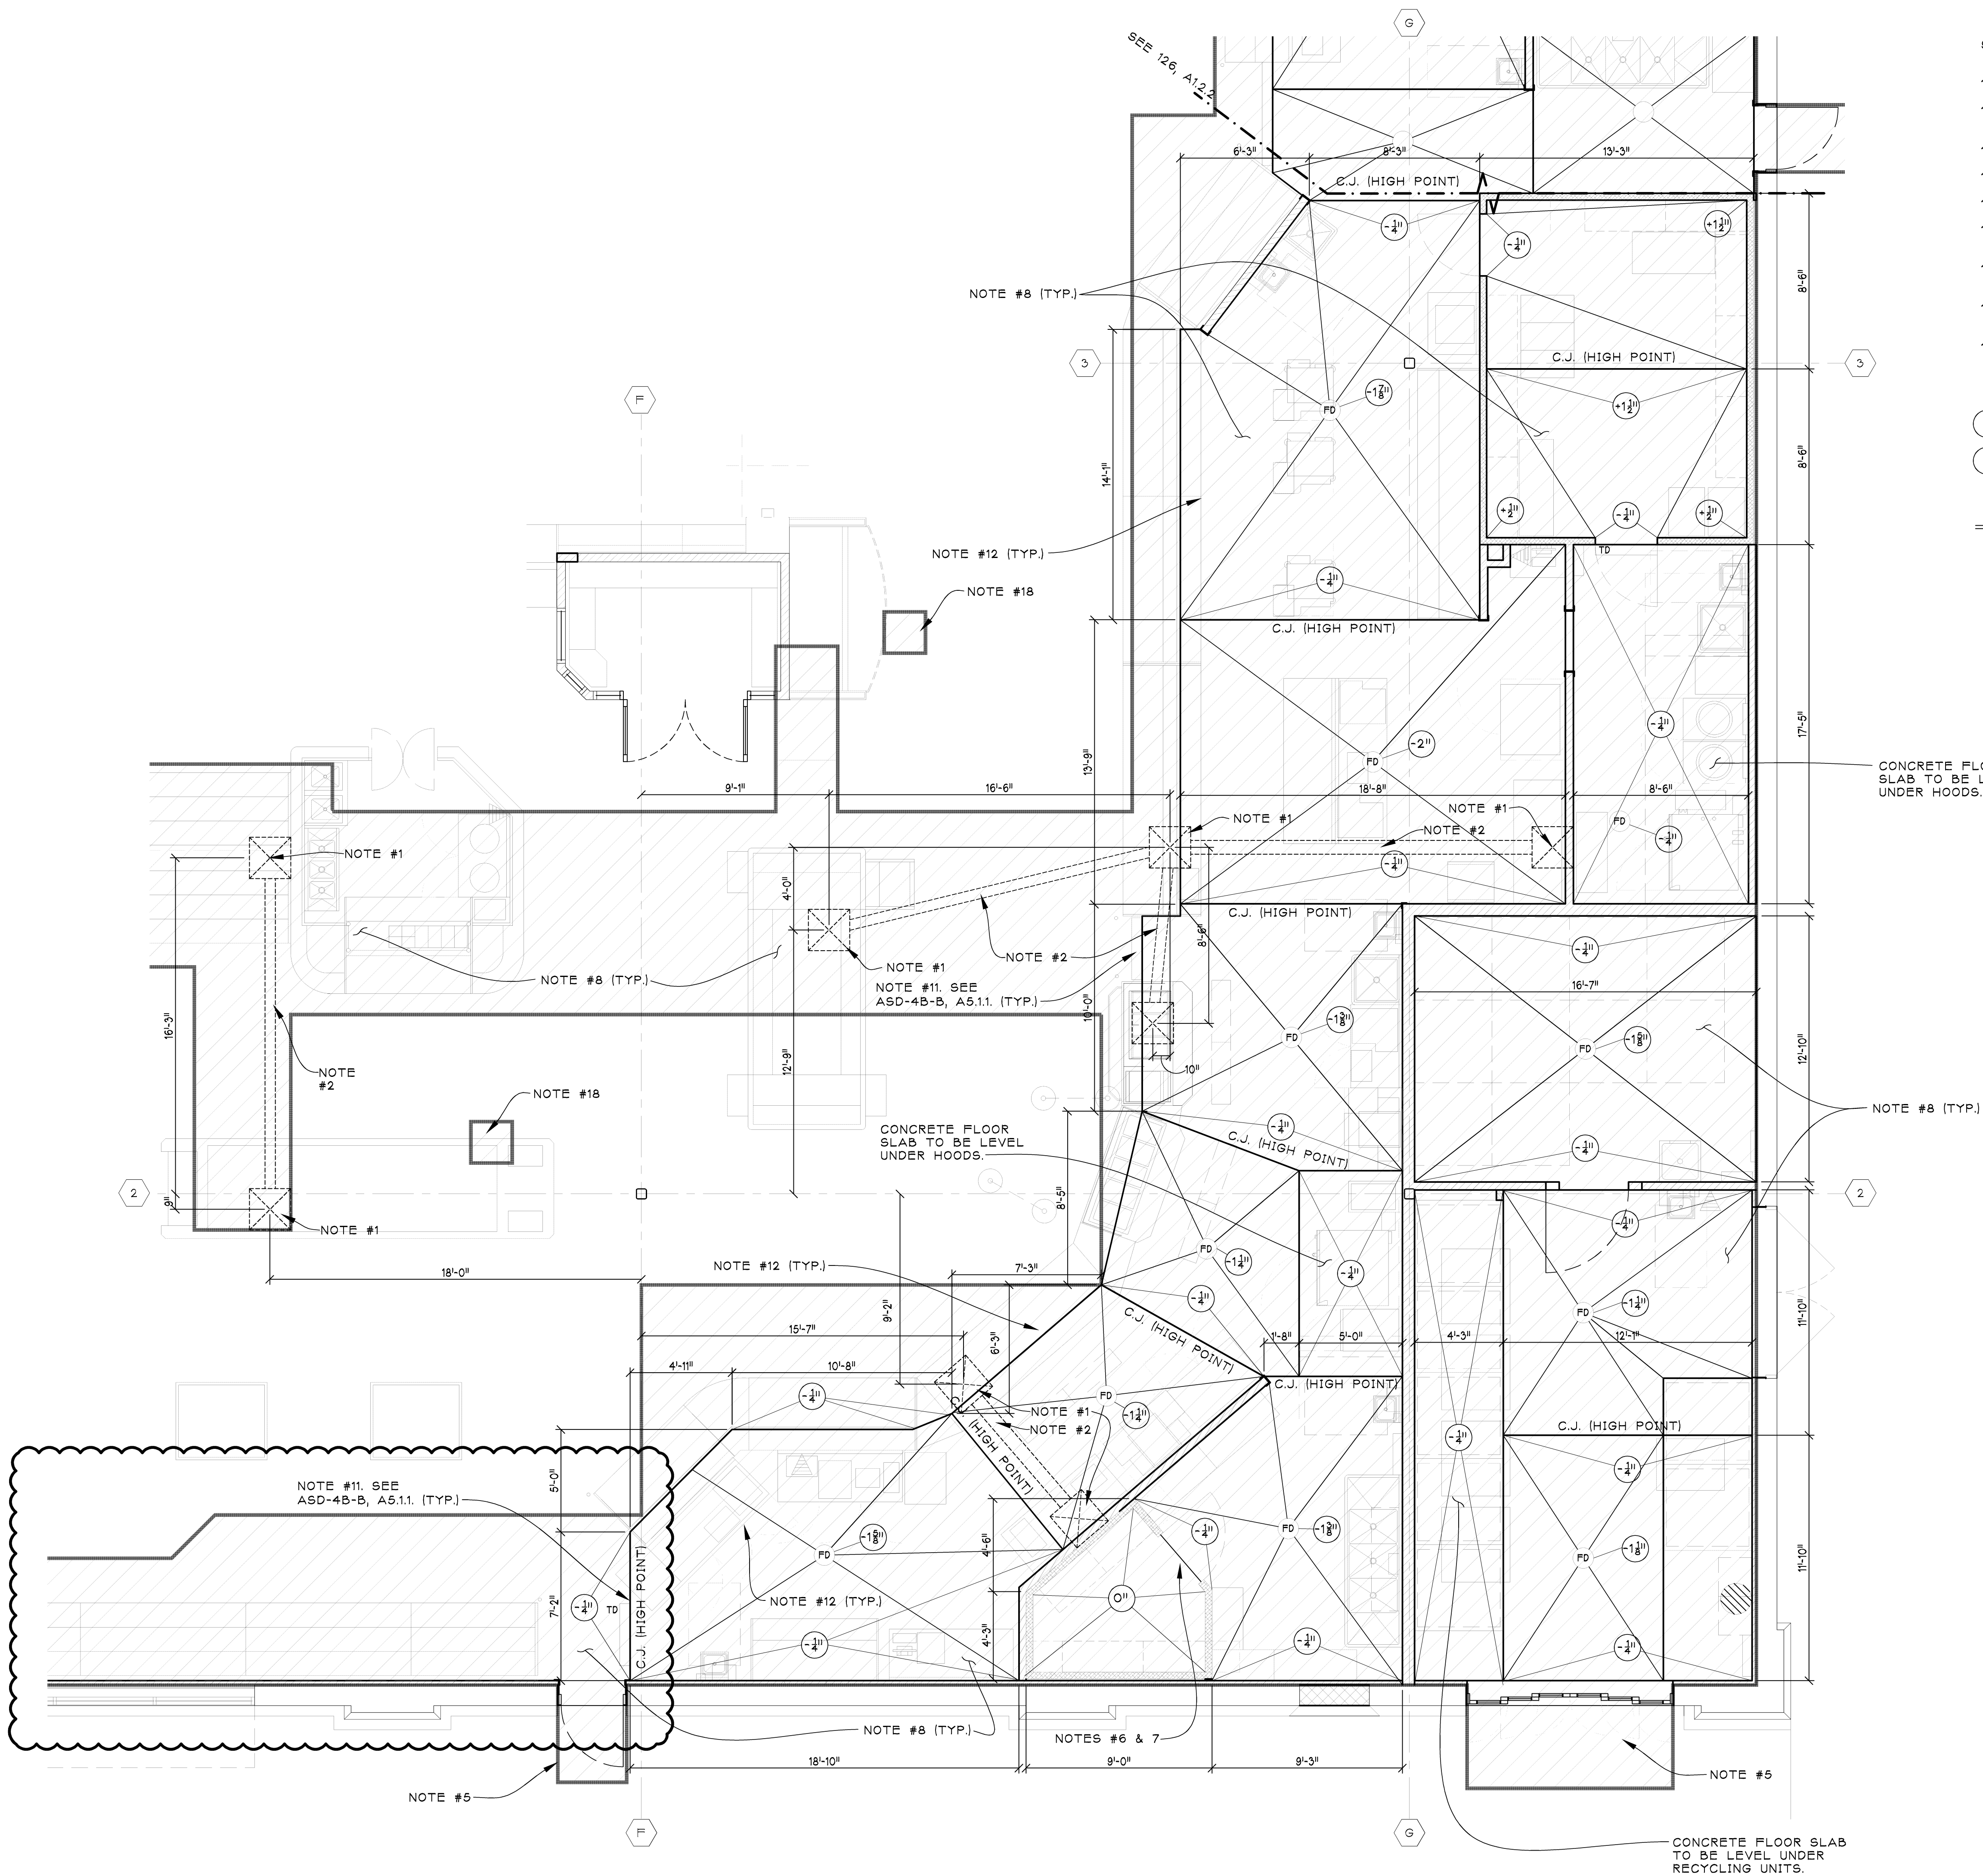 G
SEE 126, A1.2.2
6'-3"
8'-3"
13'-3"
C.J. (HIGH POINT)
-1/4"
-1/4"
+1 1/2"
8'-6"
NOTE #8 (TYP.)
3
C.J. (HIGH POINT)
3
F
FD
-1 7/8"
+1 1/2"
14'-1"
8'-6"
+1/2"
-1/4"
+1/2"
NOTE #12 (TYP.)
TD
-1/4"
NOTE #18
C.J. (HIGH POINT)
-1/4"
17'-5"
-2"
FD
13'-9"
CONCRETE FLO
SLAB TO BE L
UNDER HOODS.
9'-1"
16'-6"
18'-8"
8'-6"
NOTE #1
NOTE #1
FD
NOTE #2
-1/4"
NOTE #1
-1/4"
4'-0"
C.J. (HIGH POINT)
8'-6"
-1/4"
NOTE #2
NOTE #1
NOTE #8 (TYP.)
NOTE #11. SEE
ASD-4B-B, A5.1.1. (TYP.)
16'-7"
10'-0"
16'-3"
-1 3/8"
FD
FD
-1 5/8"
12'-10"
12'-9"
10"
NOTE
#2
NOTE #18
NOTE #8 (TYP.)
CONCRETE FLOOR
SLAB TO BE LEVEL
UNDER HOODS.
-1/4"
C.J. (HIGH POINT)
-1/4"
2
9"
8'-5"
2
NOTE #1
-1/4"
FD
-1 1/4"
NOTE #12 (TYP.)
7'-3"
18'-0"
-1/4"
-1/4"
FD
-1 1/4"
11'-10"
9'-2"
15'-7"
6'-3"
C.J. (HIGH POINT)
1'-8"
5'-0"
4'-3"
12'-1"
4'-11"
10'-8"
-1/4"
C.J. (HIGH POINT)
FD
-1 1/4"
NOTE #1
NOTE #2
C.J. (HIGH POINT)
C.J. (HIGH POINT)
-1/4"
-1/4"
5'-0"
NOTE #11. SEE
ASD-4B-B, A5.1.1. (TYP.)
4'-6"
-1/4"
FD
-1 3/8"
-1 5/8"
FD
FD
-1 1/8"
11'-10"
C.J. (HIGH POINT)
7'-2"
-1/4"
TD
NOTE #12 (TYP.)
0"
4'-3"
-1/4"
-1/4"
-1/4"
NOTE #8 (TYP.)
NOTES #6 & 7
18'-10"
9'-0"
9'-3"
NOTE #5
NOTE #5
F
G
CONCRETE FLOOR SLAB
TO BE LEVEL UNDER
RECYCLING UNITS.